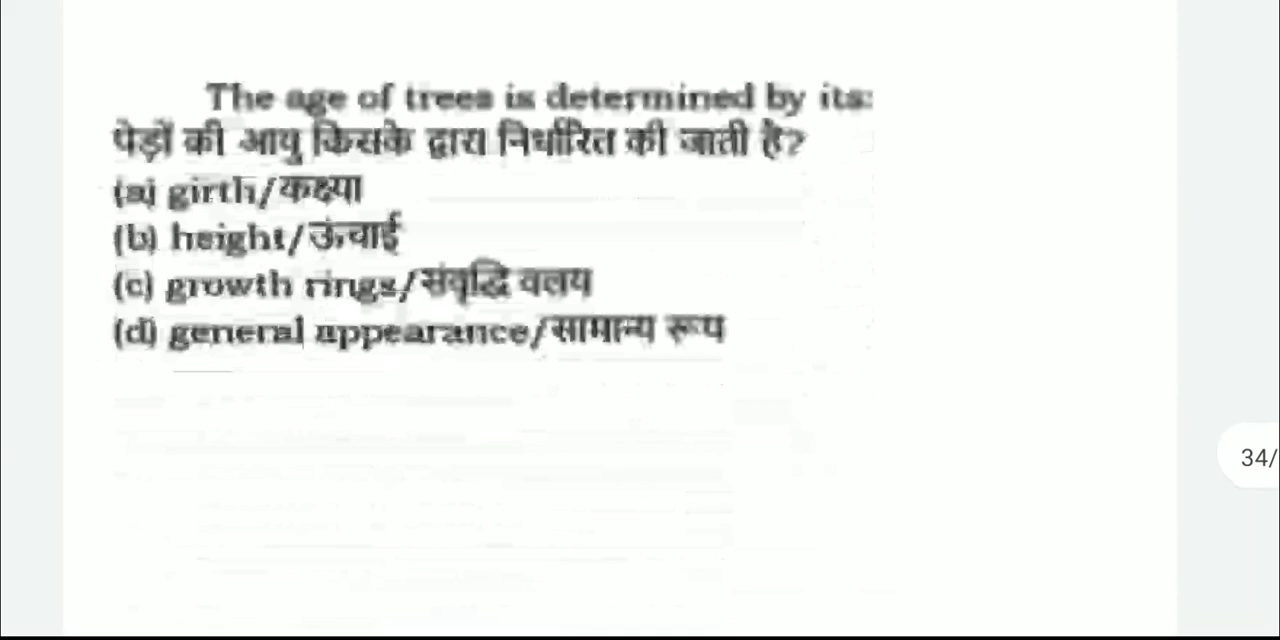 The age of trees is determined by its:
पेड़ों की आयु किसके द्वारा निर्धारित की जाती है?
(a) girth/कक्ष्या
(b) height/ऊंचाई
(c) growth rings/संवृद्धि वलय
(d) general appearance/सामान्य रूप
34/